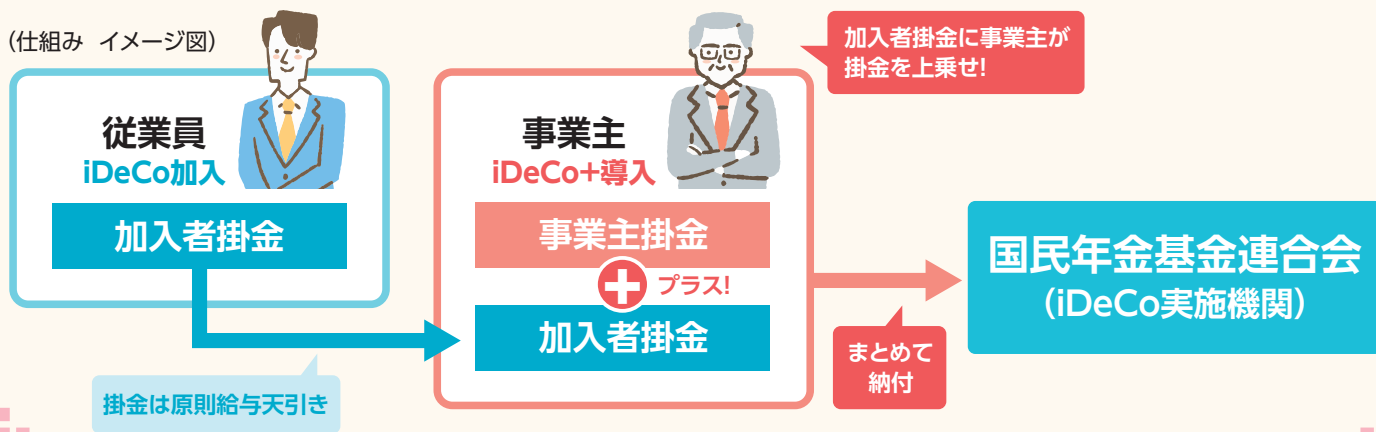 (仕組み イメージ図)
従業員
iDeCo加入
加入者掛金
掛金は原則給与天引き
事業主
iDeCo+導入
事業主掛金
プラス!
加入者掛金
加入者掛金に事業主が
掛金を上乗せ!
まとめて
納付
国民年金基金連合会
(iDeCo実施機関)